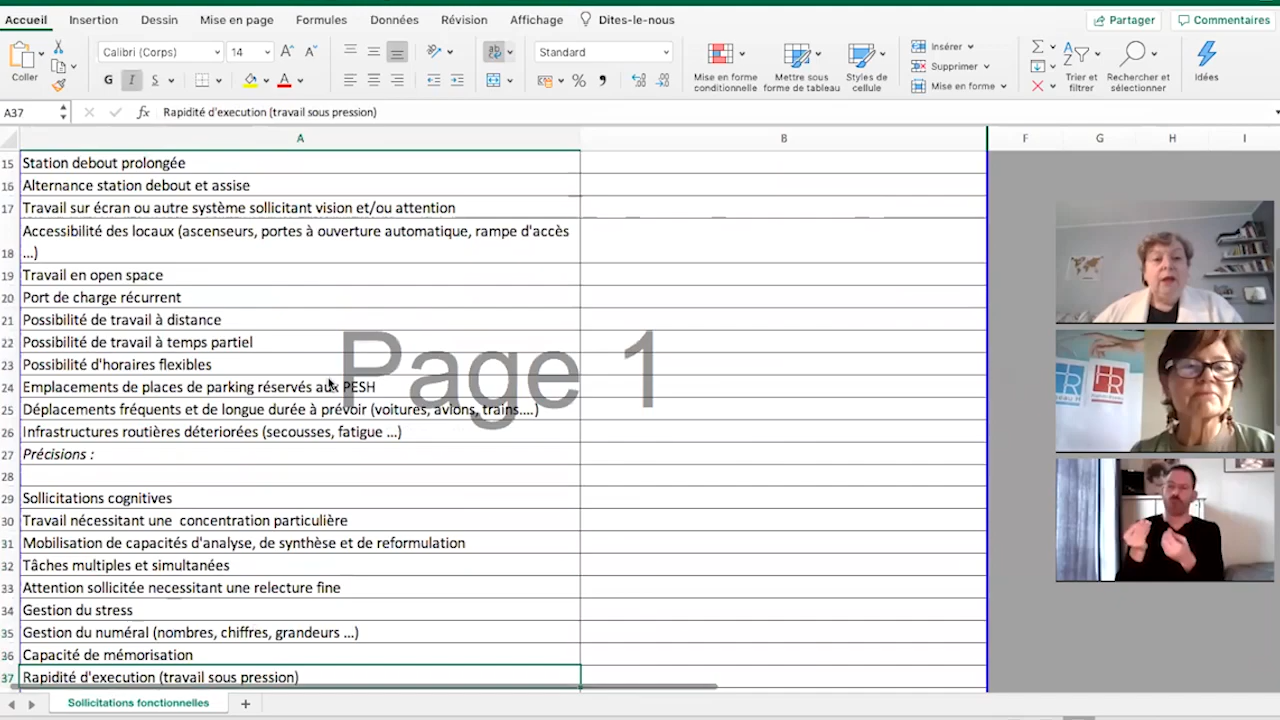 Accueil Insertion Dessin Mise en page Formules Données Révision Affichage Dites-le-nous Partager Commentaires
Coller
Calibri (Corps) 14
G I S A
Standard
Mise en forme conditionnelle
Mettre sous forme de tableau
Styles de cellule
Insérer
Supprimer
Mise en forme
Trier et filtrer
Rechercher et sélectionner
Idées
A37 fx Rapidité d'execution (travail sous pression)
A B F G H I
15 Station debout prolongée
16 Alternance station debout et assise
17 Travail sur écran ou autre système sollicitant vision et/ou attention
Accessibilité des locaux (ascenseurs, portes à ouverture automatique, rampe d'accès
18 ...)
19 Travail en open space
20 Port de charge récurrent
21 Possibilité de travail à distance
22 Possibilité de travail à temps partiel
23 Possibilité d'horaires flexibles
Page 1
24 Emplacements de places de parking réservés aux PESH
25 Déplacements fréquents et de longue durée à prévoir (voitures, avions, trains....)
26 Infrastructures routières déteriorées (secousses, fatigue ...)
27 Précisions :
28
29 Sollicitations cognitives
30 Travail nécessitant une  concentration particulière
31 Mobilisation de capacités d'analyse, de synthèse et de reformulation
32 Tâches multiples et simultanées
33 Attention sollicitée necessitant une relecture fine
34 Gestion du stress
35 Gestion du numéral (nombres, chiffres, grandeurs ...)
36 Capacité de mémorisation
37 Rapidité d'execution (travail sous pression)
Sollicitations fonctionnelles +